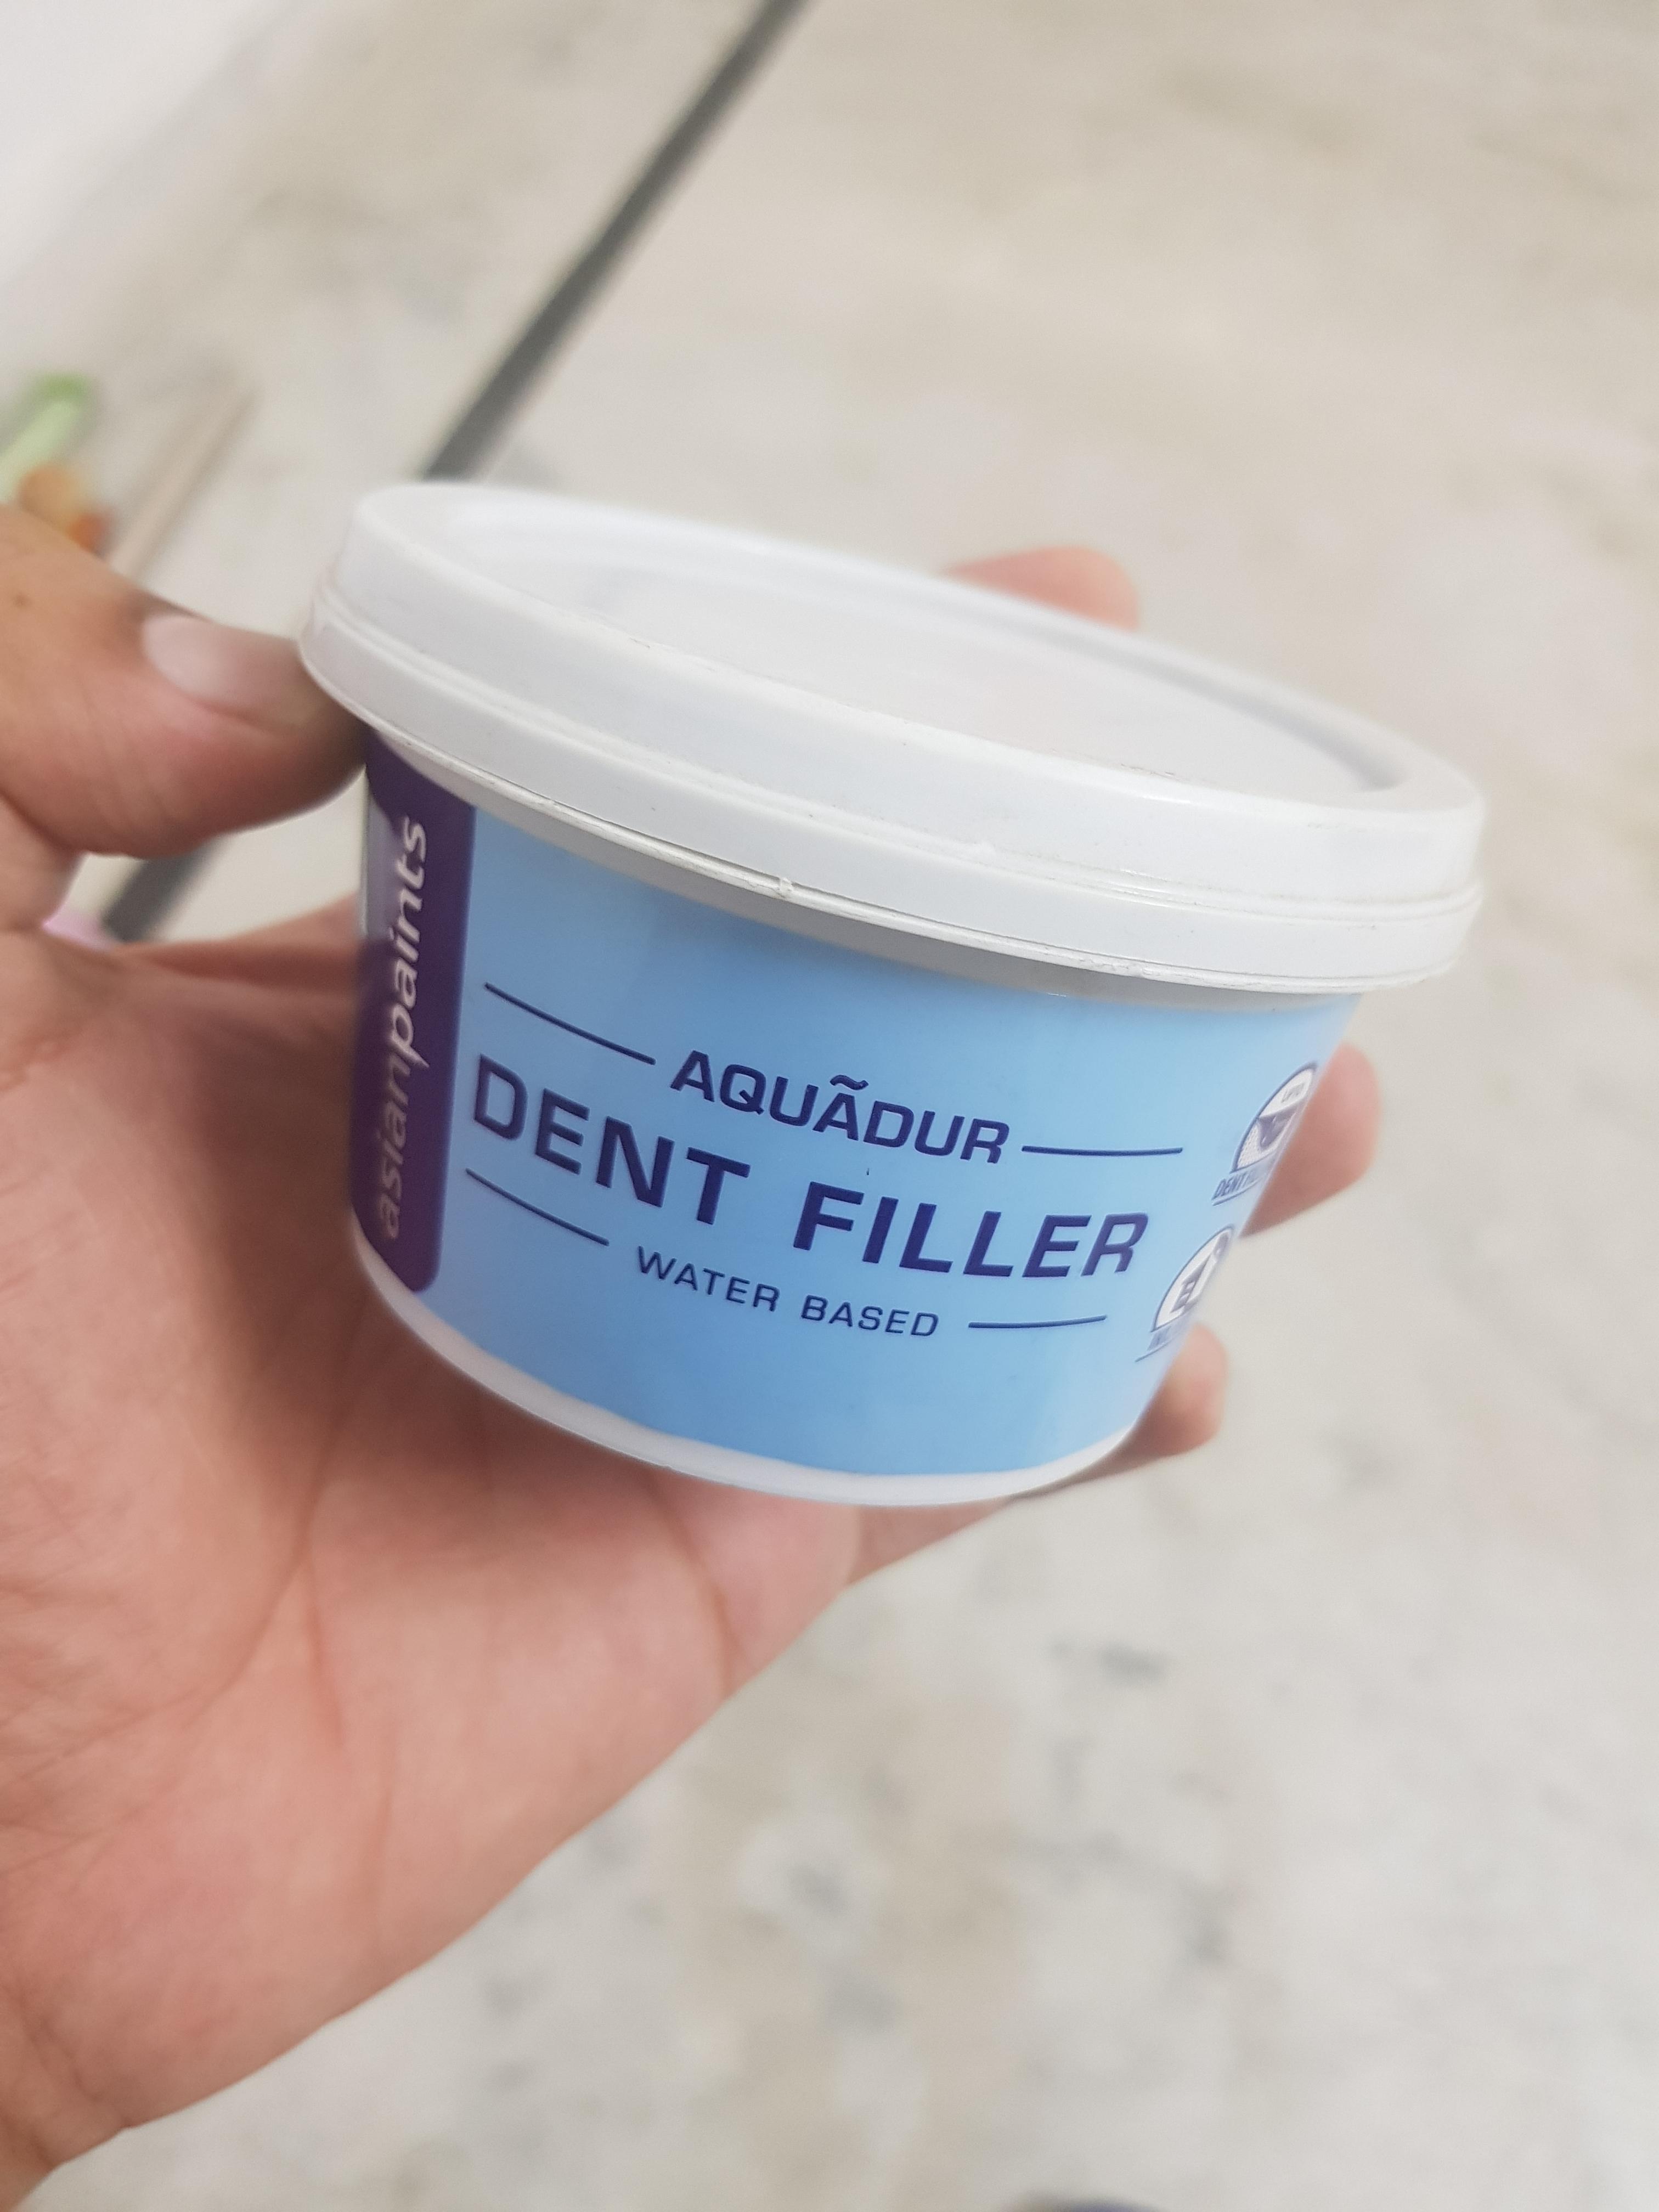 asianpaints
AQUÃDUR
DENT FILLER
WATER BASED